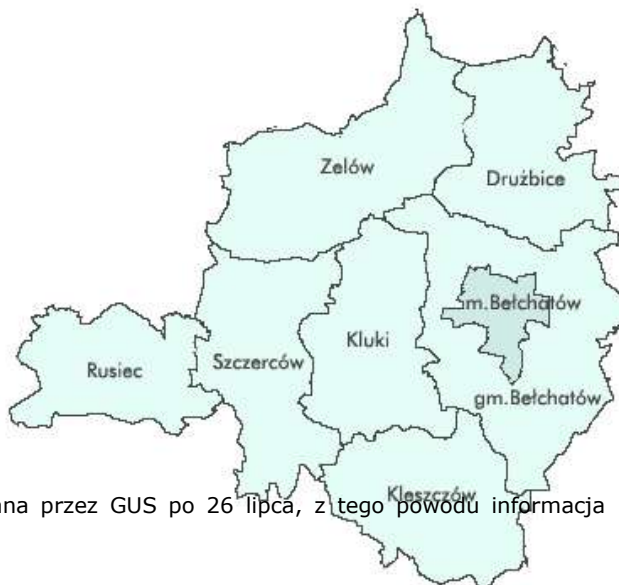 Zelów
Drużbice
m.Bełchatów
Kluki
Szczerców
Rusiec
gm.Bełchatów
Kleszczów
na przez GUS po 26 lipca, z tego powodu informacja